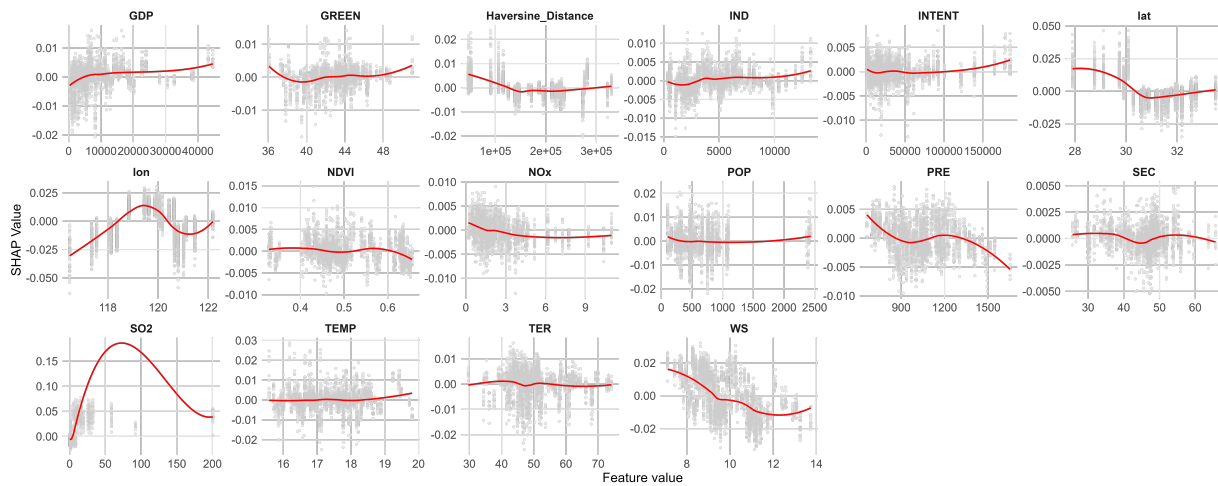 GDP GREEN Haversine_Distance IND INTENT lat
0.01 0.00 -0.01 -0.02
0.01 0.00 -0.01
0.02 0.01 0.00 -0.01 -0.02
0.010 0.005 0.000 -0.005 -0.010 -0.015
0.005 0.000 -0.005 -0.010
0.050 0.025 0.000 -0.025
0 10000 20000 30000 40000
36 40 44 48
1e+05 2e+05 3e+05
0 5000 10000
0 50000 100000 150000
28 30 32
lon NDVI NOx POP PRE SEC
0.025 0.000 -0.025 -0.050
0.015 0.010 0.005 0.000 -0.005 -0.010
0.010 0.005 0.000 -0.005 -0.010
0.02 0.01 0.00 -0.01 -0.02
0.005 0.000 -0.005 -0.010
0.0050 0.0025 0.0000 -0.0025 -0.0050
118 120 122
0.4 0.5 0.6
0 3 6 9
0 500 1000 1500 2000 2500
900 1200 1500
30 40 50 60
SO2 TEMP TER WS
0.15 0.10 0.05 0.00
0.03 0.02 0.01 0.00 -0.01 -0.02
0.01 0.00 -0.01 -0.02
0.02 0.00 -0.02
0 50 100 150 200
16 17 18 19 20
30 40 50 60 70
8 10 12 14
SHAP Value
Feature value